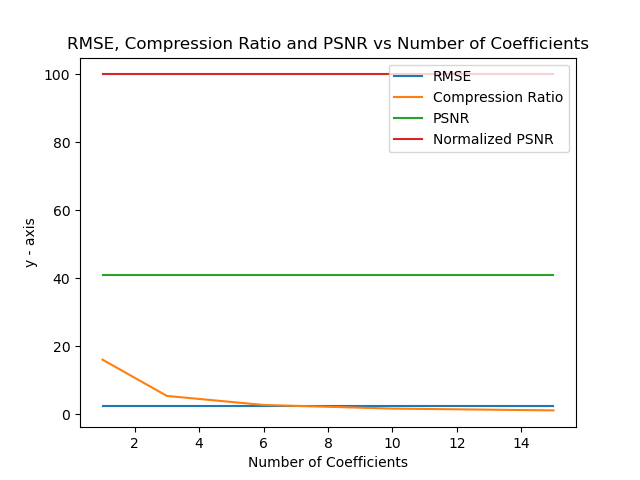 RMSE, Compression Ratio and PSNR vs Number of Coefficients
100
80
60
40
20
0
y - axis
RMSE
Compression Ratio
PSNR
Normalized PSNR
2 4 6 8 10 12 14
Number of Coefficients